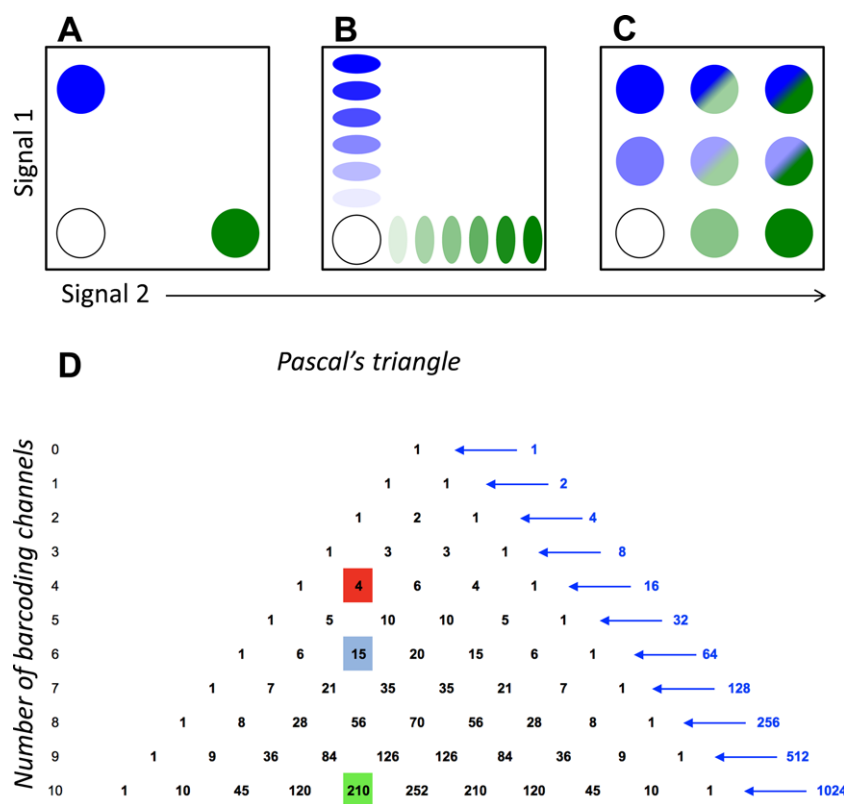 A B C
Signal 1
Signal 2
D Pascal's triangle
Number of barcoding channels
0 1 1
1 1 1 2
2 1 2 1 4
3 1 3 3 1 8
4 1 4 6 4 1 16
5 1 5 10 10 5 1 32
6 1 6 15 20 15 6 1 64
7 1 7 21 35 35 21 7 1 128
8 1 8 28 56 70 56 28 8 1 256
9 1 9 36 84 126 126 84 36 9 1 512
10 1 10 45 120 210 252 210 120 45 10 1 1024